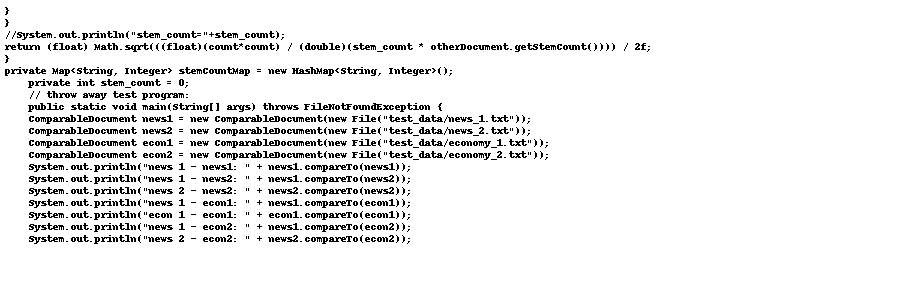 }
}
//System.out.println("stem_count="+stem_count);
return (float) Math.sqrt(((float)(count*count) / (double)(stem_count * otherDocument.getStemCount()))) / 2f;
}
private Map<String, Integer> stemCountMap = new HashMap<String, Integer>();
private int stem_count = 0;
// throw away test program:
public static void main(String[] args) throws FileNotFoundException {
ComparableDocument news1 = new ComparableDocument(new File("test_data/news_1.txt"));
ComparableDocument news2 = new ComparableDocument(new File("test_data/news_2.txt"));
ComparableDocument econ1 = new ComparableDocument(new File("test_data/economy_1.txt"));
ComparableDocument econ2 = new ComparableDocument(new File("test_data/economy_2.txt"));
System.out.println("news 1 - news1: " + news1.compareTo(news1));
System.out.println("news 1 - news2: " + news1.compareTo(news2));
System.out.println("news 2 - news2: " + news2.compareTo(news2));
System.out.println("news 1 - econ1: " + news1.compareTo(econ1));
System.out.println("econ 1 - econ1: " + econ1.compareTo(econ1));
System.out.println("news 1 - econ2: " + news1.compareTo(econ2));
System.out.println("news 2 - econ2: " + news2.compareTo(econ2));